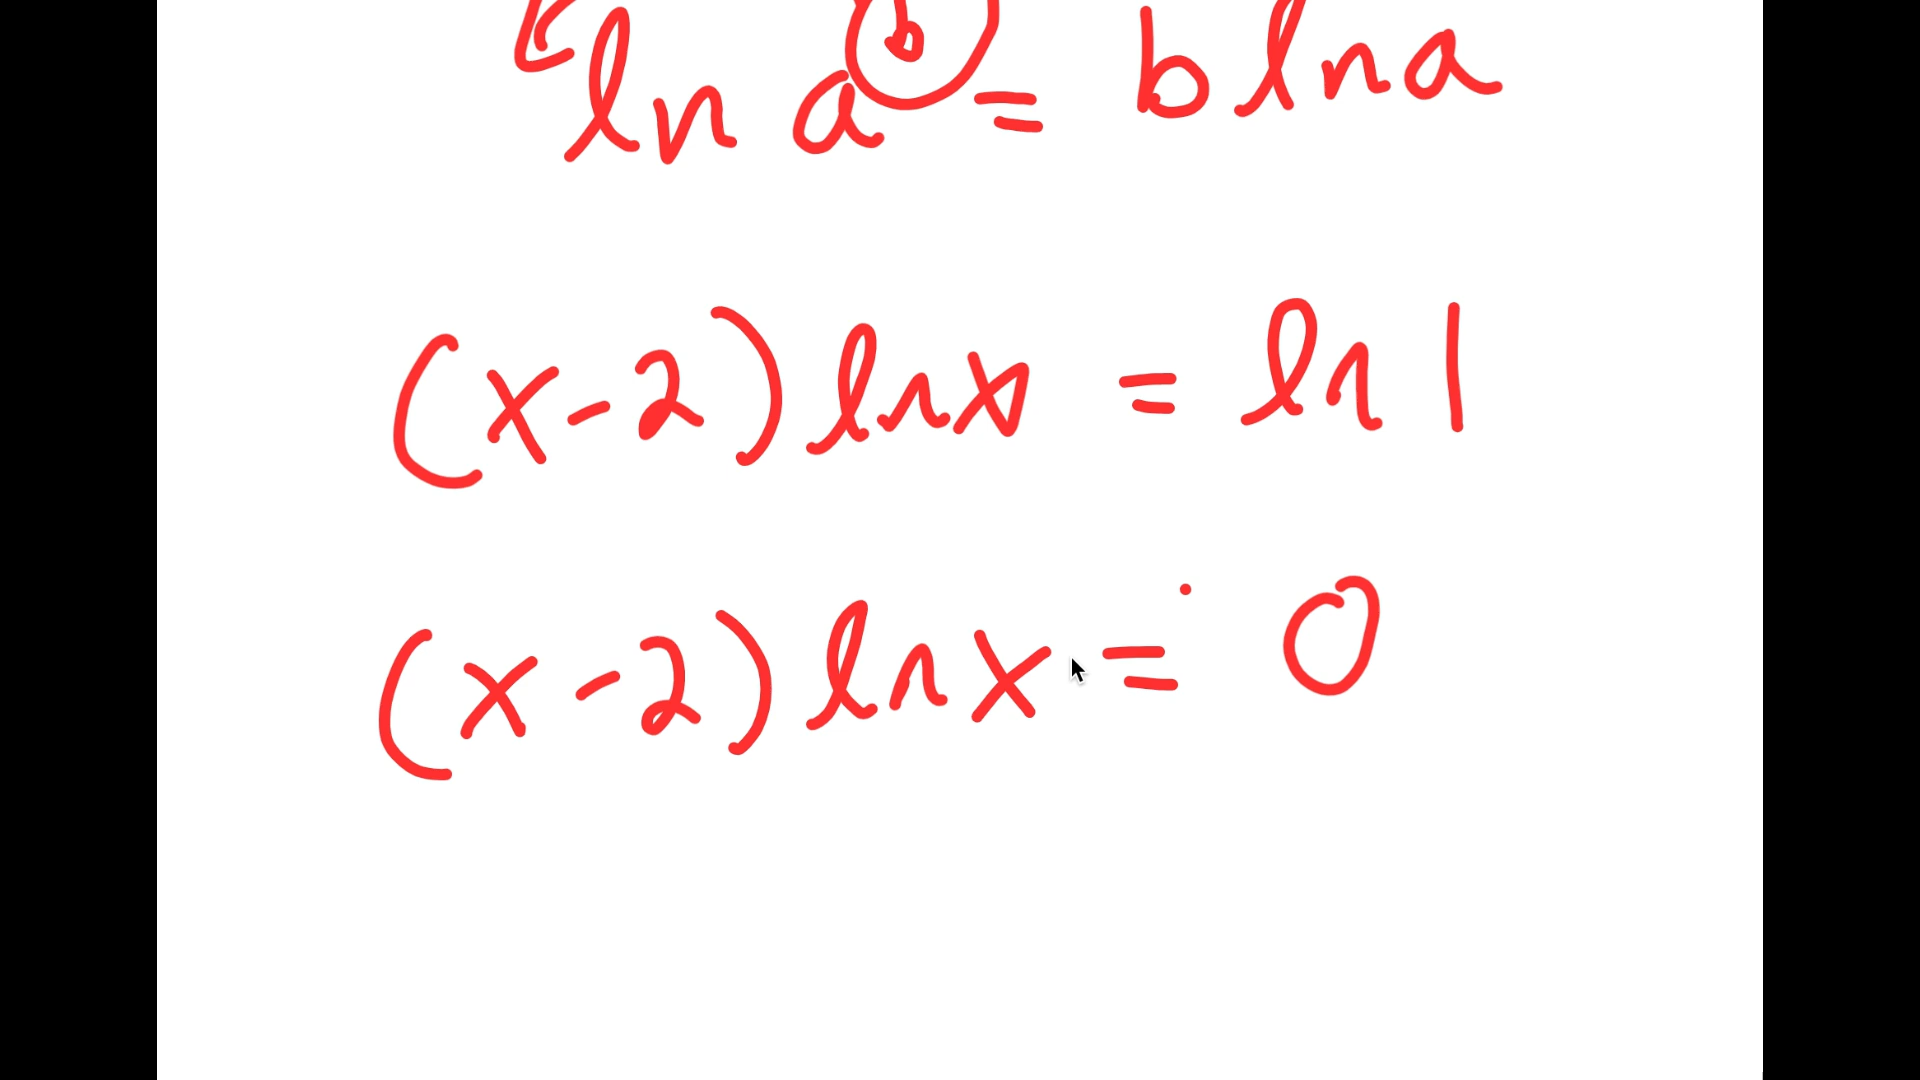 ln a^b = b ln a
(x-2) ln x = ln 1
(x-2) ln x = 0